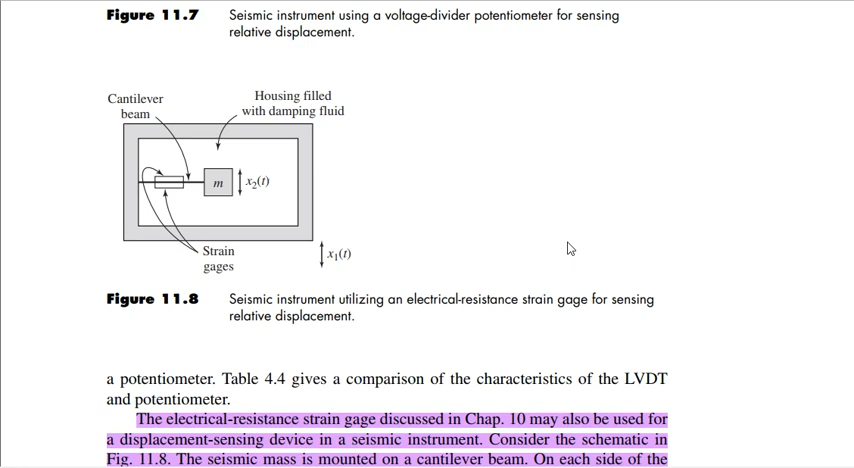 Figure 11.7 Seismic instrument using a voltage-divider potentiometer for sensing
relative displacement.
Cantilever
beam
Housing filled
with damping fluid
m
x₂(t)
Strain
gages
x₁(t)
Figure 11.8 Seismic instrument utilizing an electrical-resistance strain gage for sensing
relative displacement.
a potentiometer. Table 4.4 gives a comparison of the characteristics of the LVDT
and potentiometer.
The electrical-resistance strain gage discussed in Chap. 10 may also be used for
a displacement-sensing device in a seismic instrument. Consider the schematic in
Fig. 11.8. The seismic mass is mounted on a cantilever beam. On each side of the